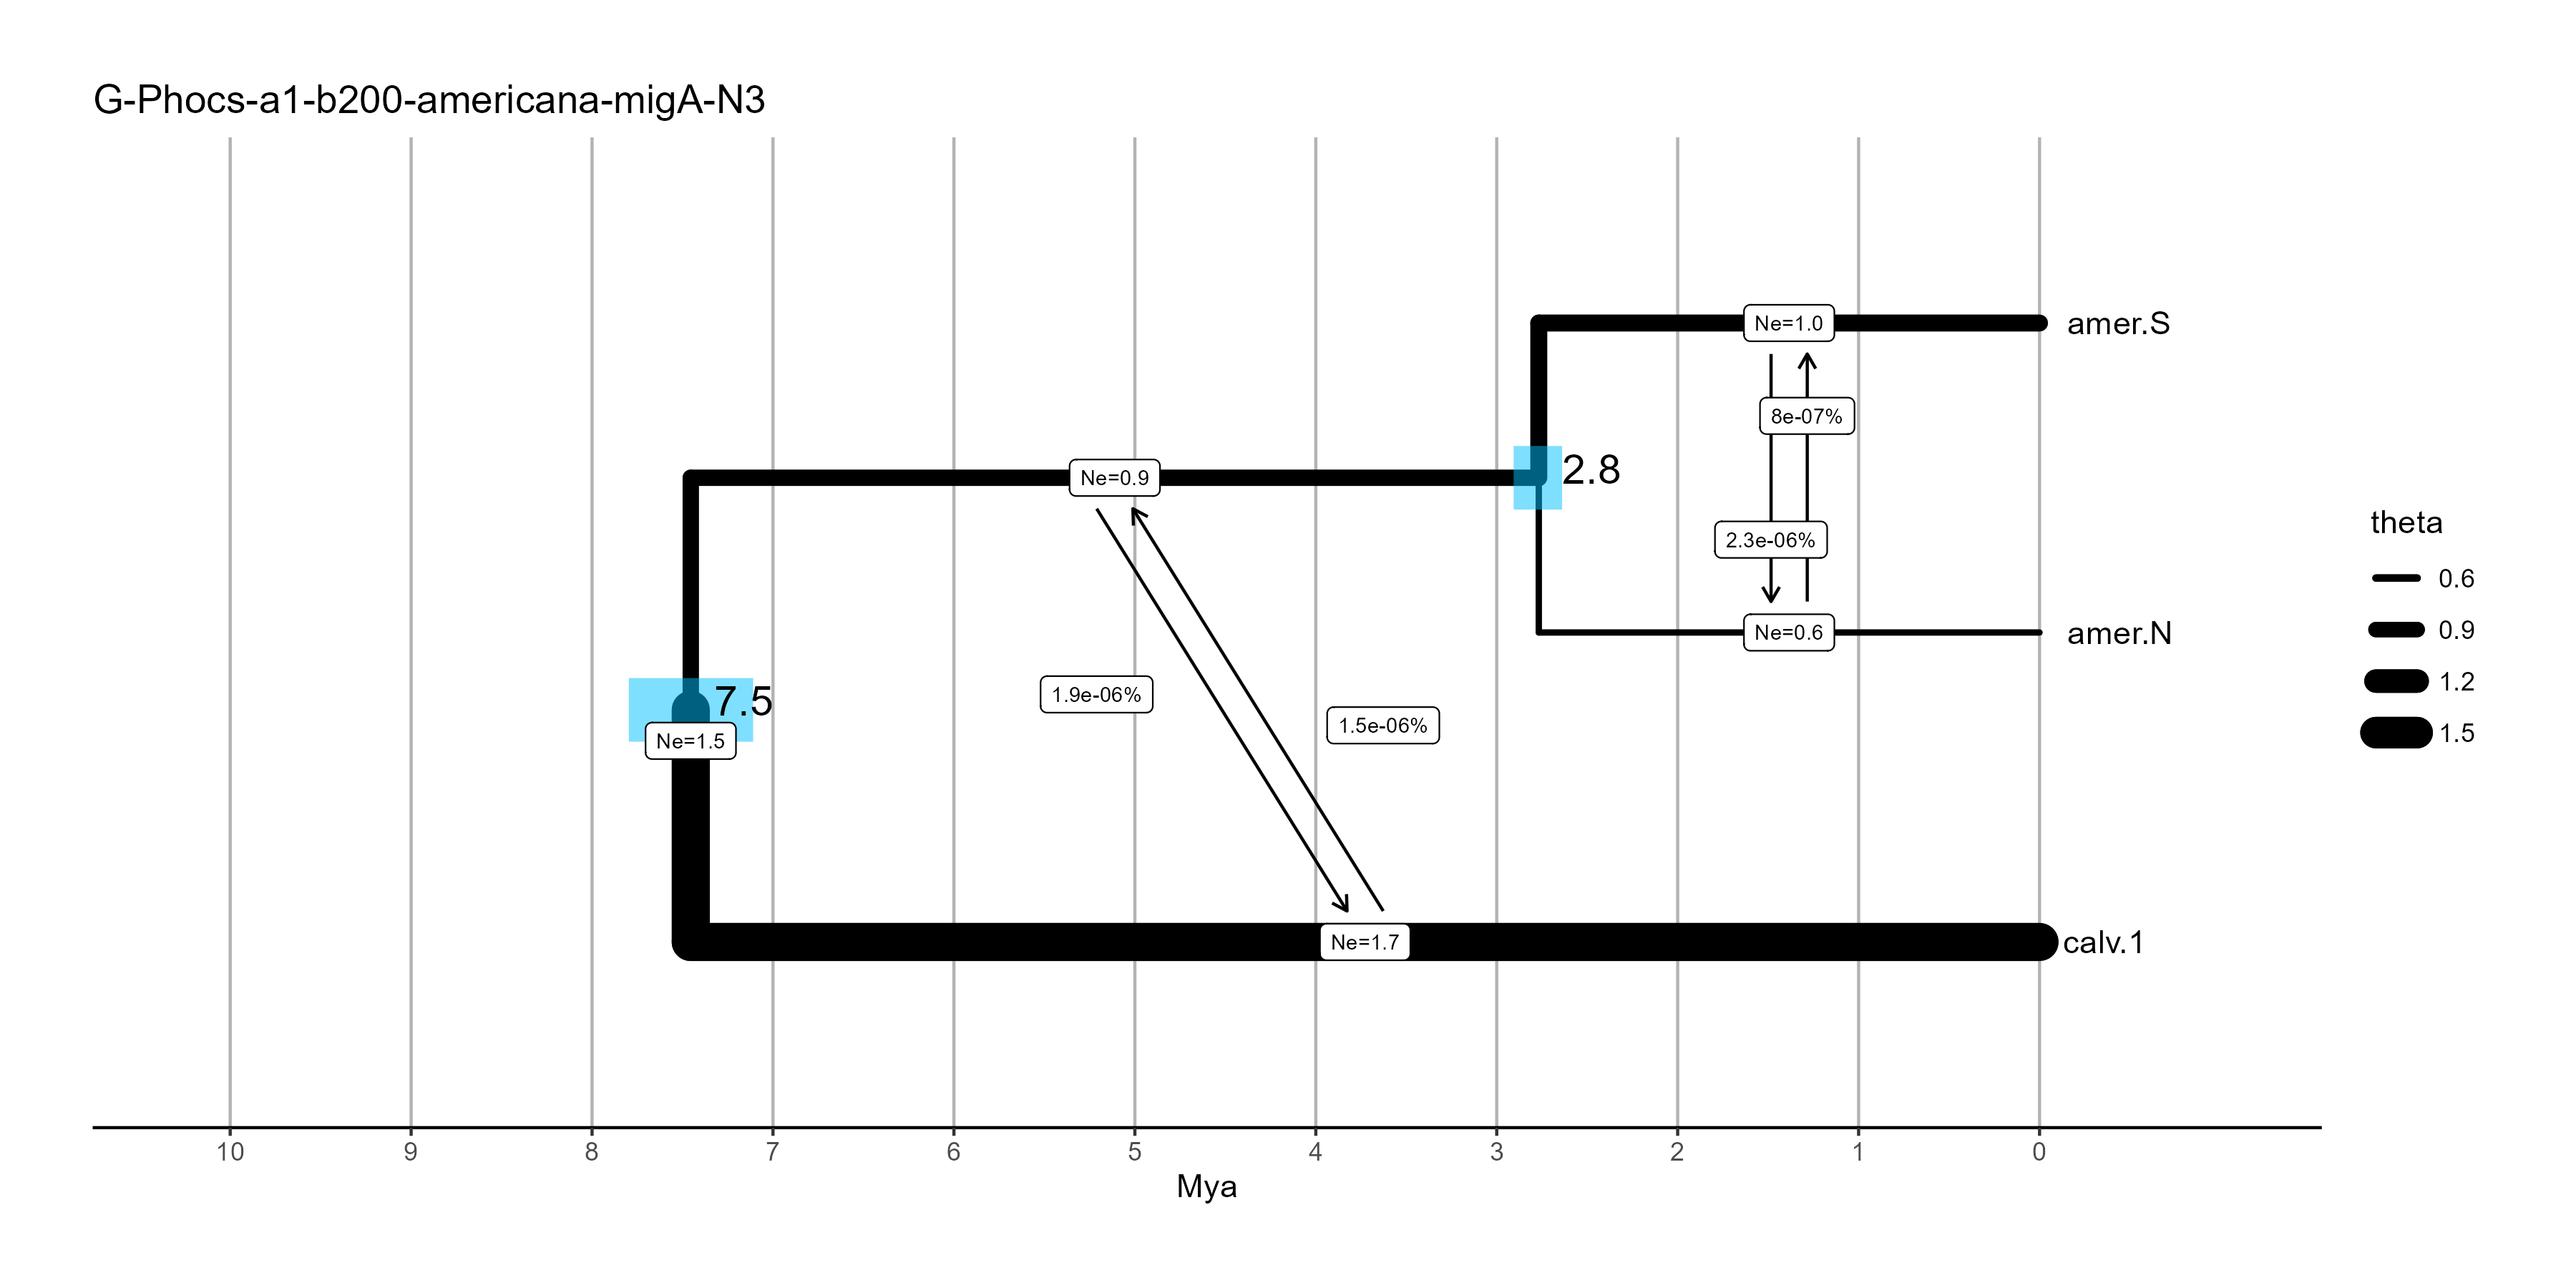 G-Phocs-a1-b200-americana-migA-N3
Ne=1.0
amer.S
8e-07%
Ne=0.9
2.8
2.3e-06%
Ne=0.6
amer.N
7.5
Ne=1.5
1.9e-06%
1.5e-06%
Ne=1.7
calv.1
theta
0.6
0.9
1.2
1.5
10 9 8 7 6 5 4 3 2 1 0
Mya